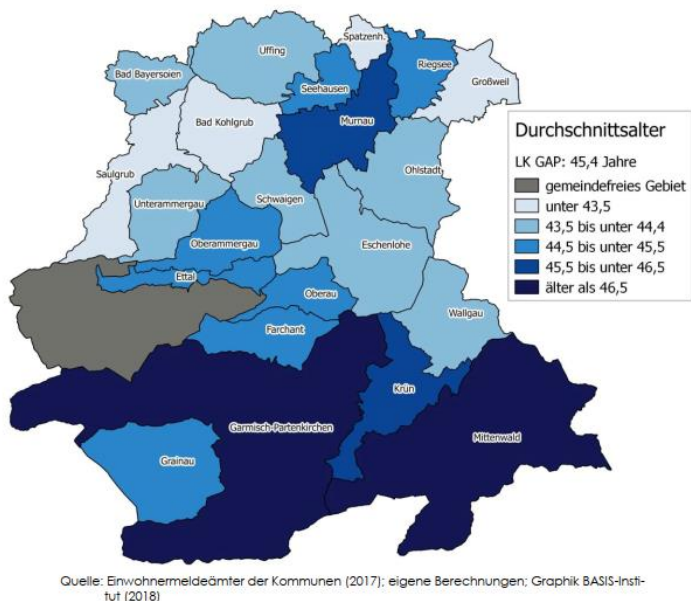 Spatzenh.
Uffing
Riegsee
Bad Bayersoien
Seehausen
Großweil
Murnau
Bad Kohlgrub
Ohlstadt
Saulgrub
Schwaigen
Unterammergau
Oberammergau
Eschenlohe
Ettal
Oberau
Wallgau
Farchant
Krün
Garmisch-Partenkirchen
Mittenwald
Grainau
Durchschnittsalter
LK GAP: 45,4 Jahre
gemeindefreies Gebiet
unter 43,5
43,5 bis unter 44,4
44,5 bis unter 45,5
45,5 bis unter 46,5
älter als 46,5
Quelle: Einwohnermeldeämter der Kommunen (2017); eigene Berechnungen; Graphik BASIS-Insti-
tut (2018)